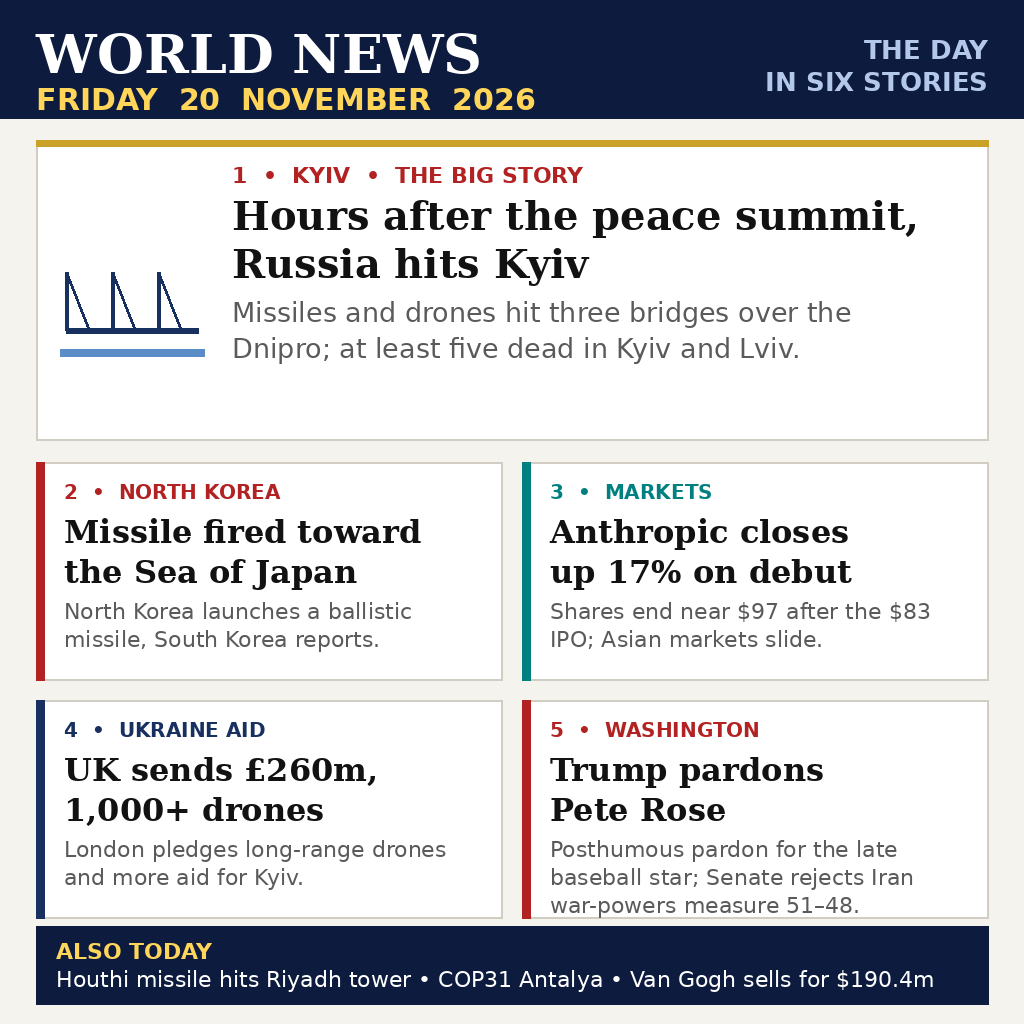 WORLD NEWS
FRIDAY 20 NOVEMBER 2026
THE DAY
IN SIX STORIES
1 • KYIV • THE BIG STORY
Hours after the peace summit,
Russia hits Kyiv
Missiles and drones hit three bridges over the
Dnipro; at least five dead in Kyiv and Lviv.
2 • NORTH KOREA
Missile fired toward
the Sea of Japan
North Korea launches a ballistic
missile, South Korea reports.
3 • MARKETS
Anthropic closes
up 17% on debut
Shares end near $97 after the $83
IPO; Asian markets slide.
4 • UKRAINE AID
UK sends £260m,
1,000+ drones
London pledges long-range drones
and more aid for Kyiv.
5 • WASHINGTON
Trump pardons
Pete Rose
Posthumous pardon for the late
baseball star; Senate rejects Iran
war-powers measure 51–48.
ALSO TODAY
Houthi missile hits Riyadh tower • COP31 Antalya • Van Gogh sells for $190.4m